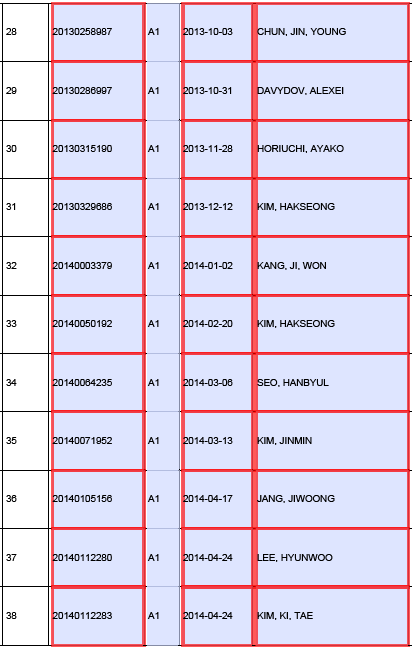 28 20130258987 A1 2013-10-03 CHUN, JIN, YOUNG
29 20130286997 A1 2013-10-31 DAVYDOV, ALEXEI
30 20130315190 A1 2013-11-28 HORIUCHI, AYAKO
31 20130329686 A1 2013-12-12 KIM, HAKSEONG
32 20140003379 A1 2014-01-02 KANG, JI, WON
33 20140050192 A1 2014-02-20 KIM, HAKSEONG
34 20140064235 A1 2014-03-06 SEO, HANBYUL
35 20140071952 A1 2014-03-13 KIM, JINMIN
36 20140105156 A1 2014-04-17 JANG, JIWOONG
37 20140112280 A1 2014-04-24 LEE, HYUNWOO
38 20140112283 A1 2014-04-24 KIM, KI, TAE